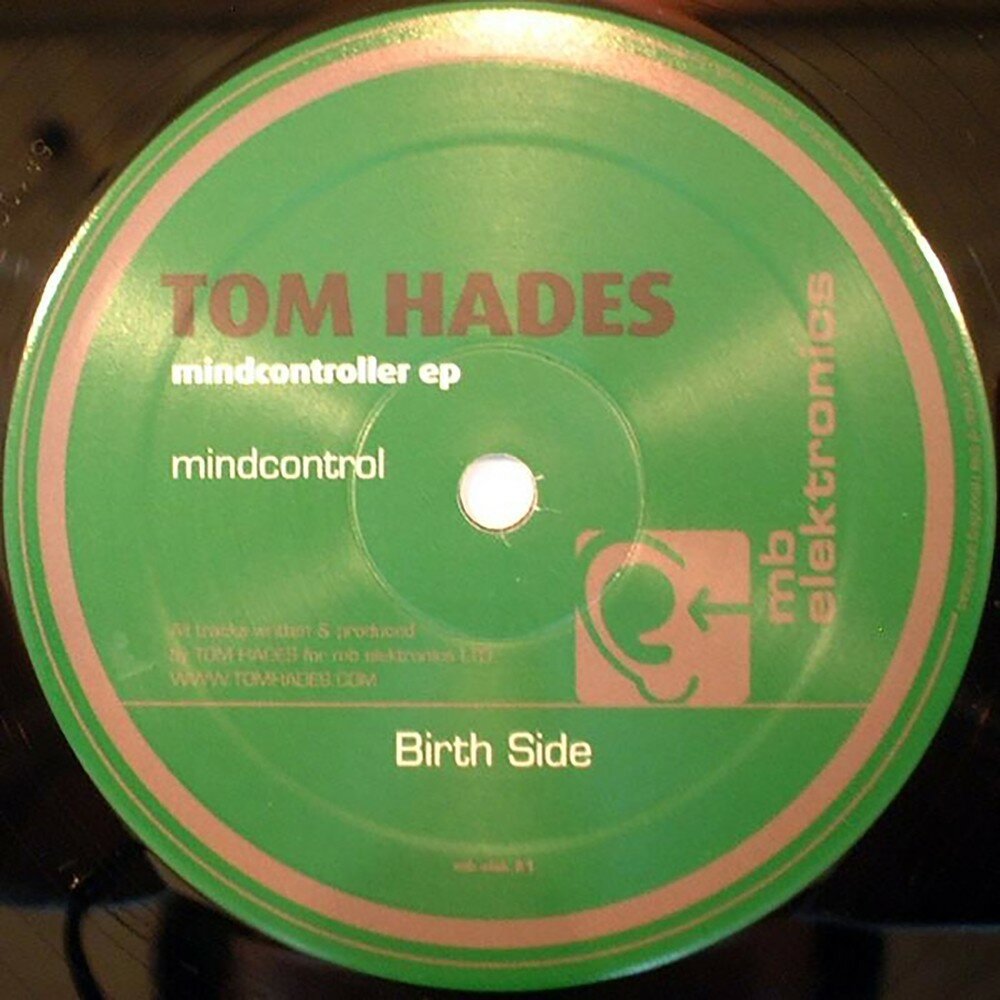 TOM HADES
mindcontroller ep
mindcontrol
mb
elektronics
All tracks written & produced
by TOM HADES for mb elektronics LTD.
WWW.TOMHADES.COM
Birth Side